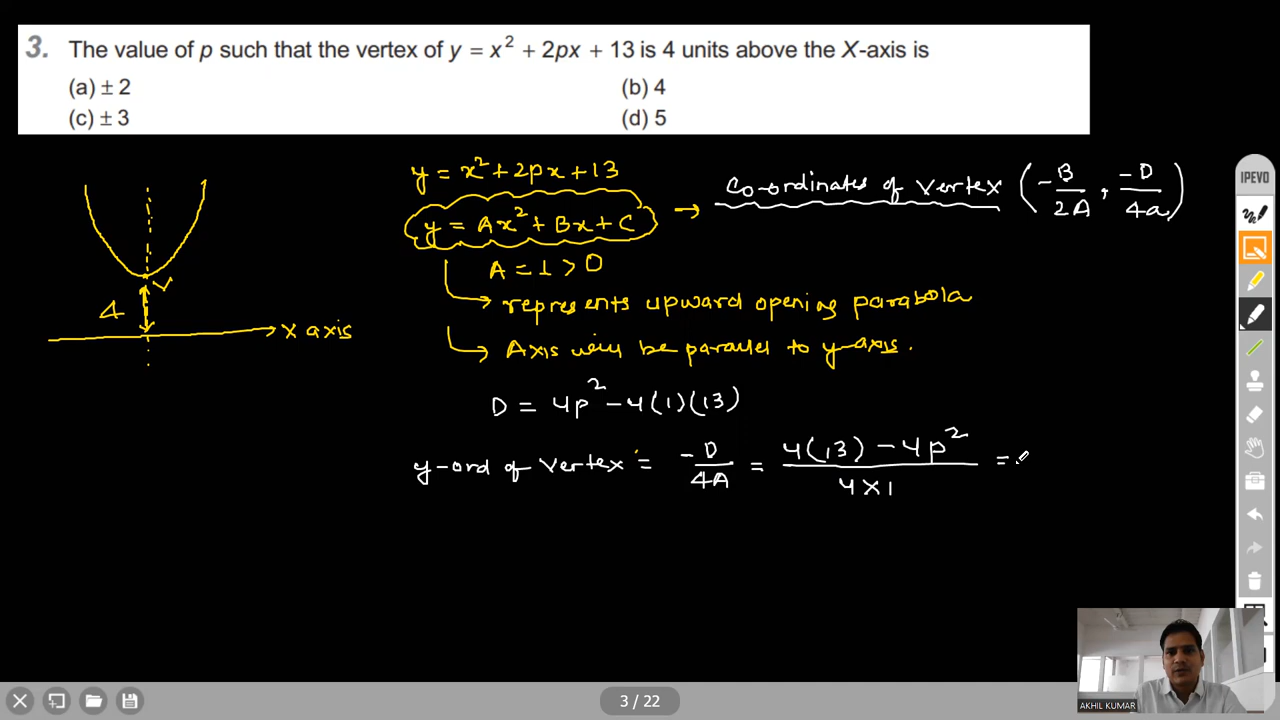 3. The value of p such that the vertex of y = x² + 2px + 13 is 4 units above the X-axis is
(a) ± 2 (b) 4
(c) ± 3 (d) 5
y = x² + 2px + 13
y = Ax² + Bx + C → Co-ordinates of Vertex (-B/2A, -D/4a)
A = 1 > 0
→ represents upward opening parabola
→ Axis will be parallel to y-axis.
V
4
x axis
D = 4p² - 4(1)(13)
y-ord of Vertex = -D/4A = (4(13) - 4p²)/(4×1) =
IPEVO
3 / 22
AKHIL KUMAR